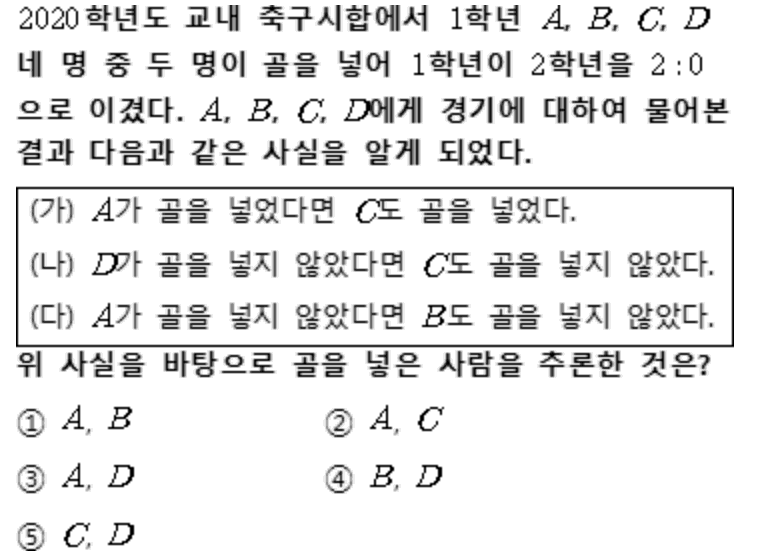 2020학년도 교내 축구시합에서 1학년 A, B, C, D
네 명 중 두 명이 골을 넣어 1학년이 2학년을 2:0
으로 이겼다. A, B, C, D에게 경기에 대하여 물어본
결과 다음과 같은 사실을 알게 되었다.
(가) A가 골을 넣었다면 C도 골을 넣었다.
(나) D가 골을 넣지 않았다면 C도 골을 넣지 않았다.
(다) A가 골을 넣지 않았다면 B도 골을 넣지 않았다.
위 사실을 바탕으로 골을 넣은 사람을 추론한 것은?
① A, B ② A, C
③ A, D ④ B, D
⑤ C, D